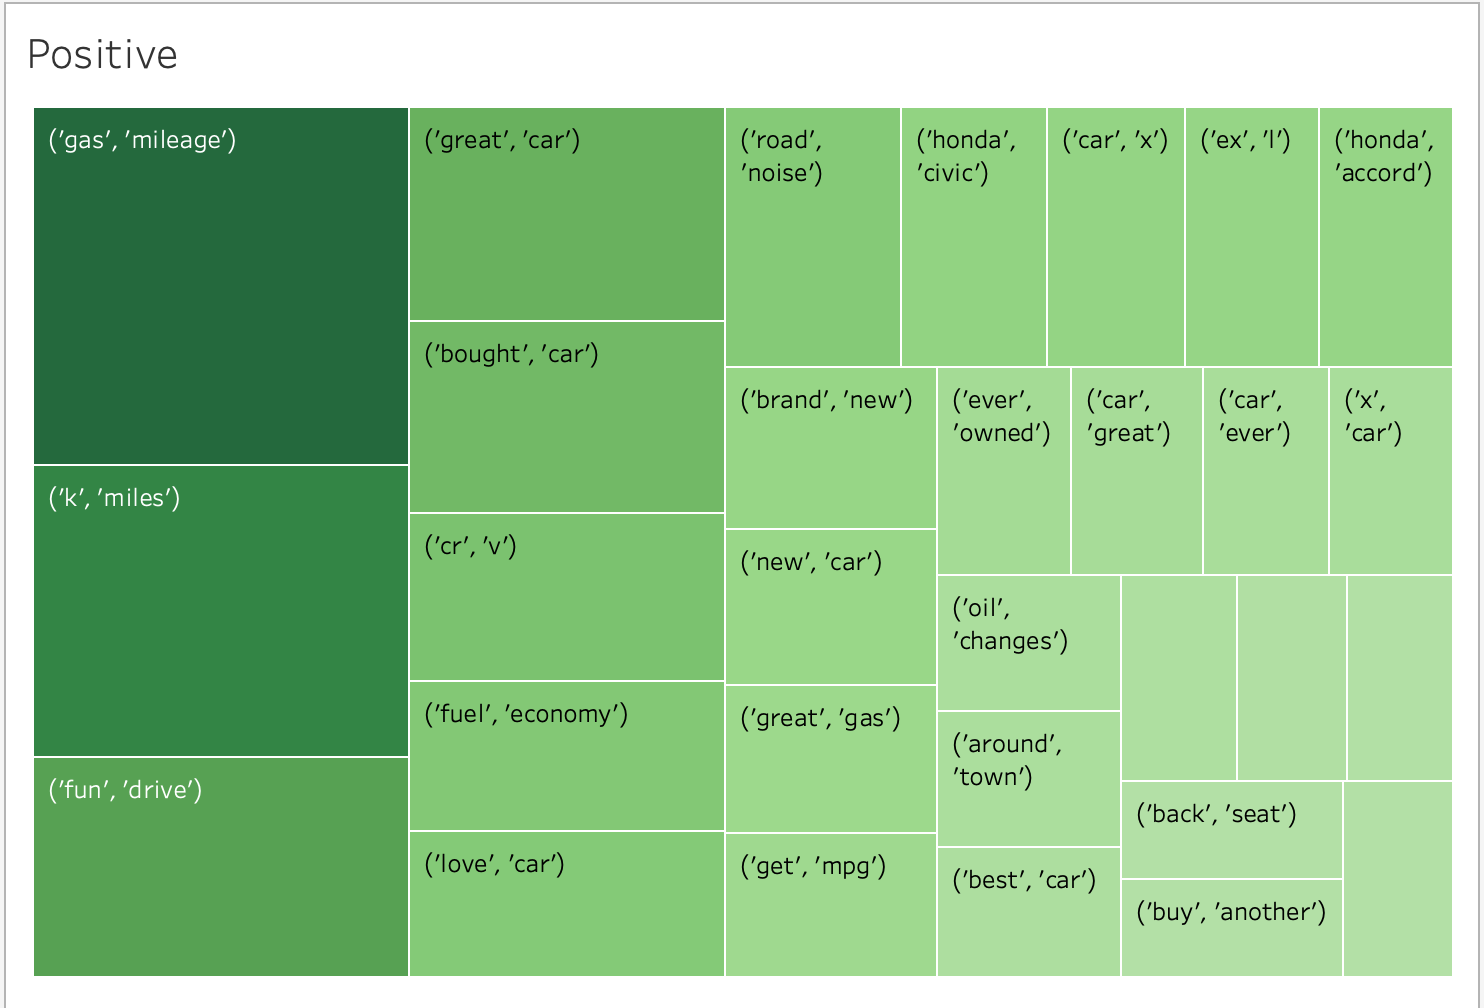 Positive
('gas', 'mileage')
('k', 'miles')
('fun', 'drive')
('great', 'car')
('bought', 'car')
('cr', 'v')
('fuel', 'economy')
('love', 'car')
('road',
'noise')
('honda',
'civic')
('car', 'x')
('ex', 'l')
('honda',
'accord')
('brand', 'new')
('new', 'car')
('great', 'gas')
('get', 'mpg')
('ever',
'owned')
('car',
'great')
('car',
'ever')
('x',
'car')
('oil',
'changes')
('around',
'town')
('best', 'car')
('back', 'seat')
('buy', 'another')